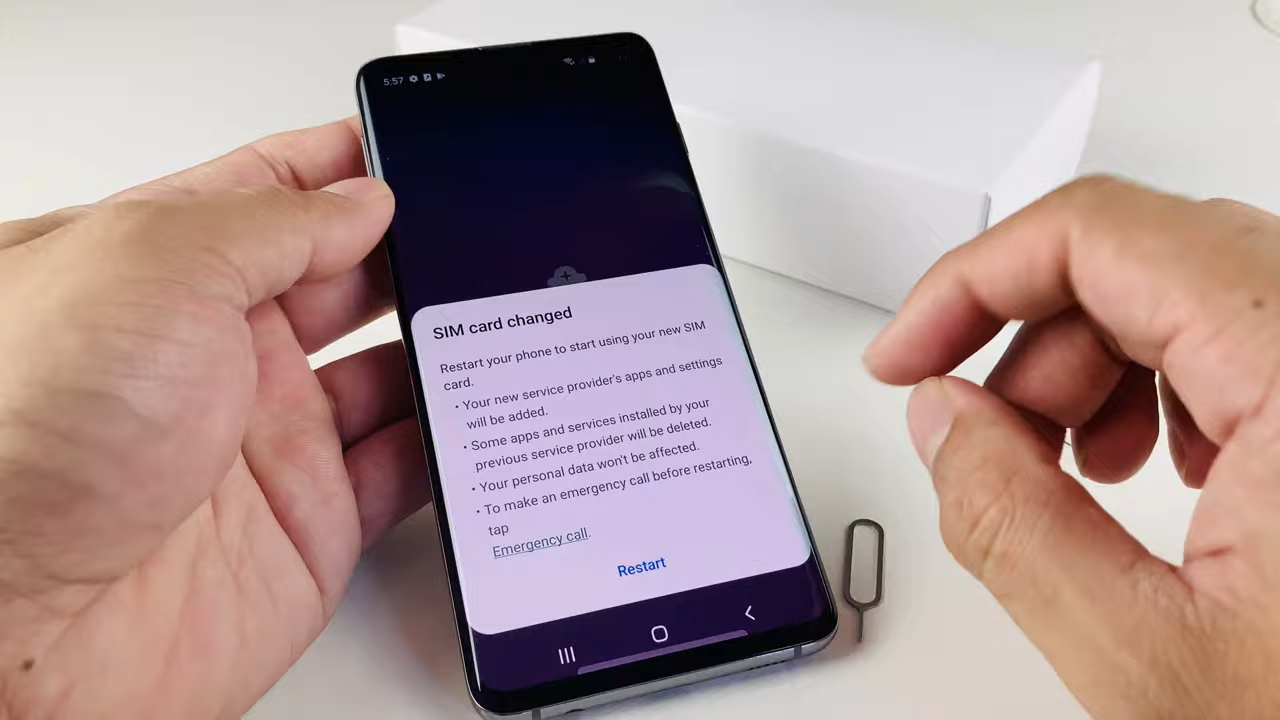 5:57
SIM card changed
Restart your phone to start using your new SIM
card.
• Your new service provider's apps and settings
will be added.
• Some apps and services installed by your
previous service provider will be deleted.
• Your personal data won't be affected.
• To make an emergency call before restarting,
tap
Emergency call.
Restart